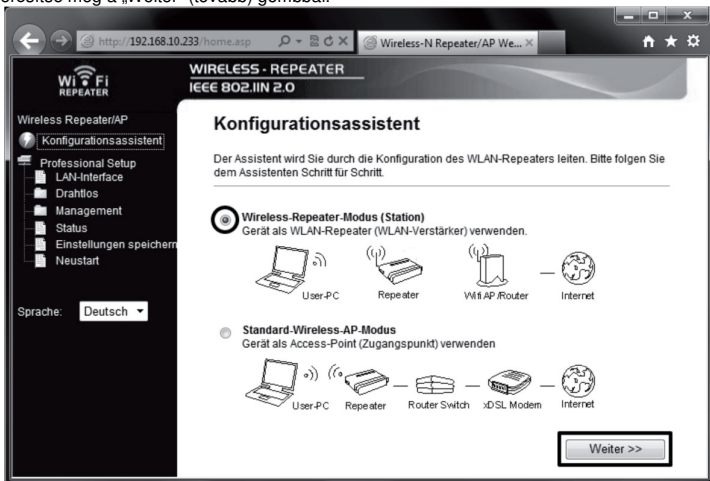 erősítse meg a „Weiter” (tovább) gombbal.
http://192.168.10.233/home.asp
Wireless-N Repeater/AP We...
Wi Fi
REPEATER
WIRELESS - REPEATER
IEEE 802.11N 2.0
Wireless Repeater/AP
Konfigurationsassistent
Professional Setup
LAN-Interface
Drahtlos
Management
Status
Einstellungen speichern
Neustart
Sprache: Deutsch
Konfigurationsassistent
Der Assistent wird Sie durch die Konfiguration des WLAN-Repeaters leiten. Bitte folgen Sie
dem Assistenten Schritt für Schritt.
Wireless-Repeater-Modus (Station)
Gerät als WLAN-Repeater (WLAN-Verstärker) verwenden.
User-PC Repeater Wifi AP /Router Internet
Standard-Wireless-AP-Modus
Gerät als Access-Point (Zugangspunkt) verwenden
User-PC Repeater Router Switch xDSL Modem Internet
Weiter >>